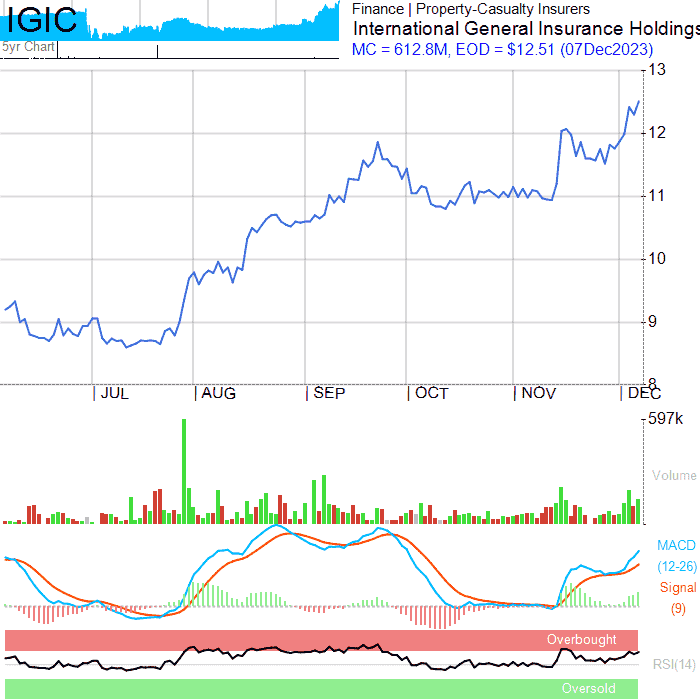 IGIC
5yr Chart
Finance | Property-Casualty Insurers
International General Insurance Holdings
MC = 612.8M, EOD = $12.51 (07Dec2023)
13
12
11
10
9
8
JUL AUG SEP OCT NOV DEC
597k
Volume
MACD
(12-26)
Signal
(9)
Overbought
RSI(14)
Oversold